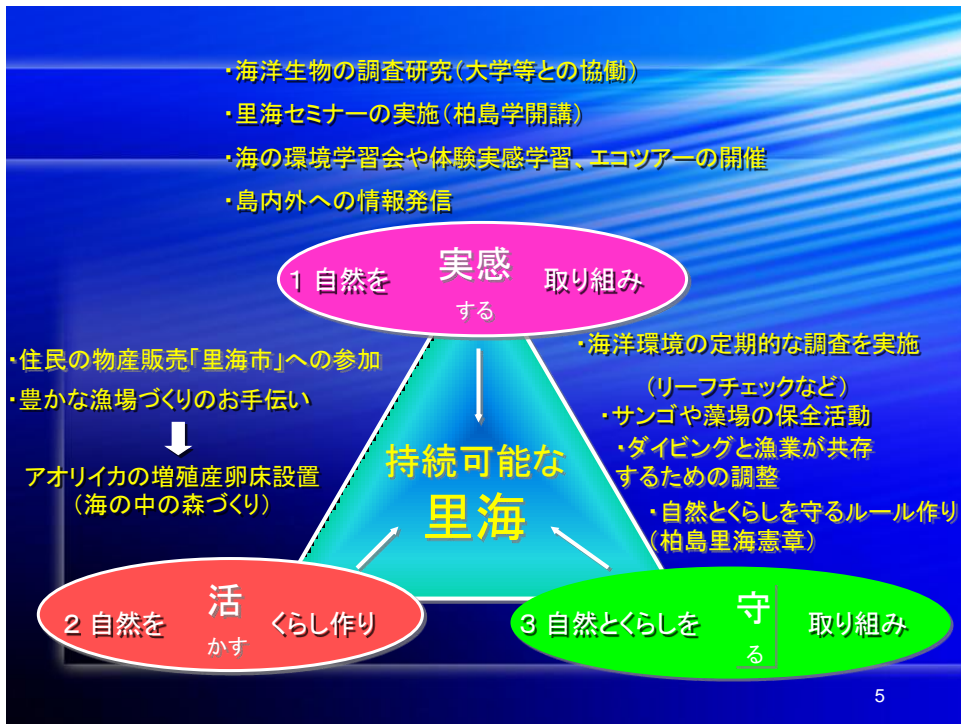 ・海洋生物の調査研究(大学等との協働)
・里海セミナーの実施(柏島学開講)
・海の環境学習会や体験実感学習、エコツアーの開催
・島内外への情報発信
1 自然を 実感する 取り組み
・住民の物産販売「里海市」への参加
・豊かな漁場づくりのお手伝い
アオリイカの増殖産卵床設置
(海の中の森づくり)
・海洋環境の定期的な調査を実施
(リーフチェックなど)
・サンゴや藻場の保全活動
・ダイビングと漁業が共存
するための調整
・自然とくらしを守るルール作り
(柏島里海憲章)
持続可能な
里海
2 自然を 活かす くらし作り
3 自然とくらしを 守る 取り組み
5